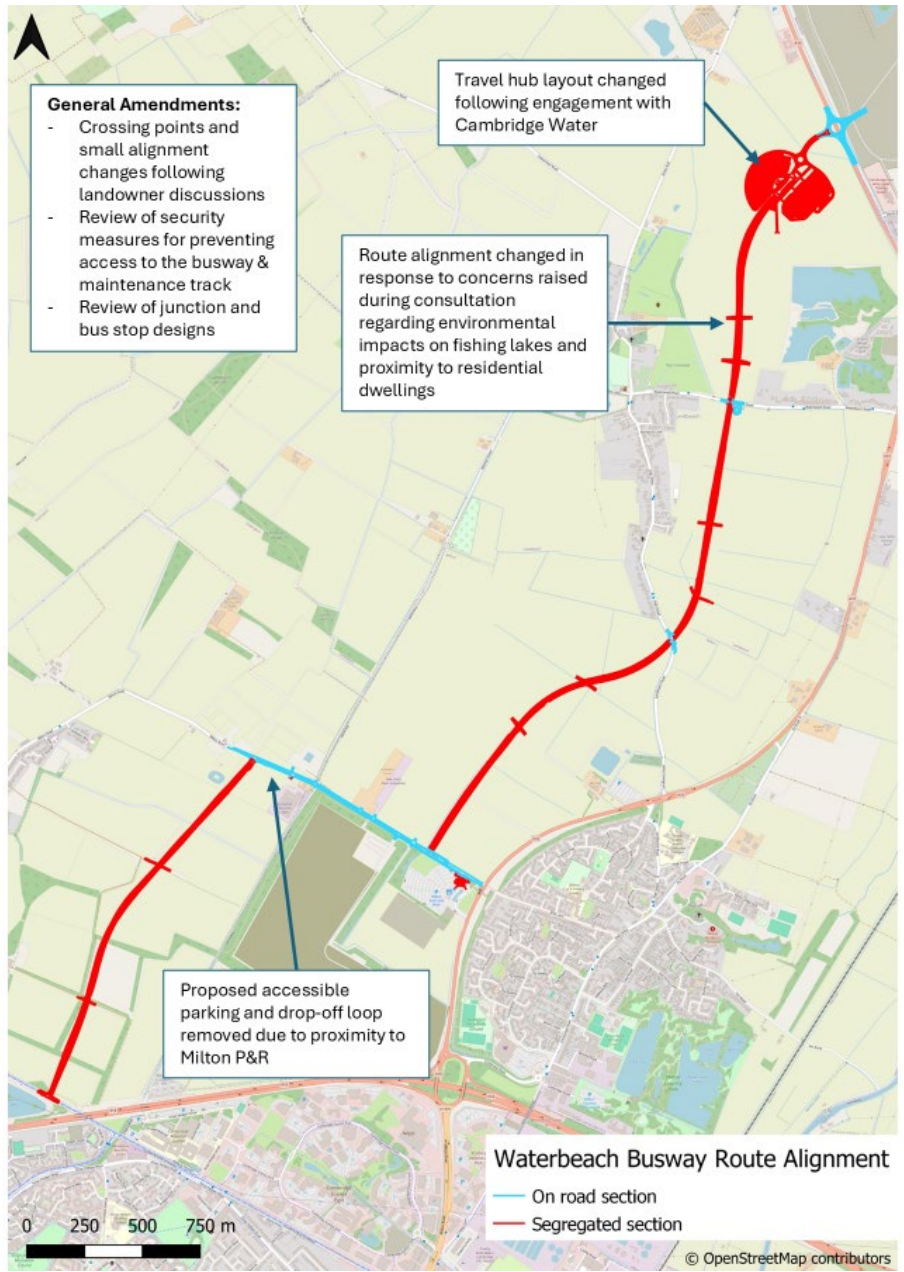 General Amendments:
- Crossing points and
small alignment
changes following
landowner discussions
- Review of security
measures for preventing
access to the busway &
maintenance track
- Review of junction and
bus stop designs
Travel hub layout changed
following engagement with
Cambridge Water
Route alignment changed in
response to concerns raised
during consultation
regarding environmental
impacts on fishing lakes and
proximity to residential
dwellings
Proposed accessible
parking and drop-off loop
removed due to proximity to
Milton P&R
Waterbeach Busway Route Alignment
On road section
Segregated section
0 250 500 750 m
© OpenStreetMap contributors